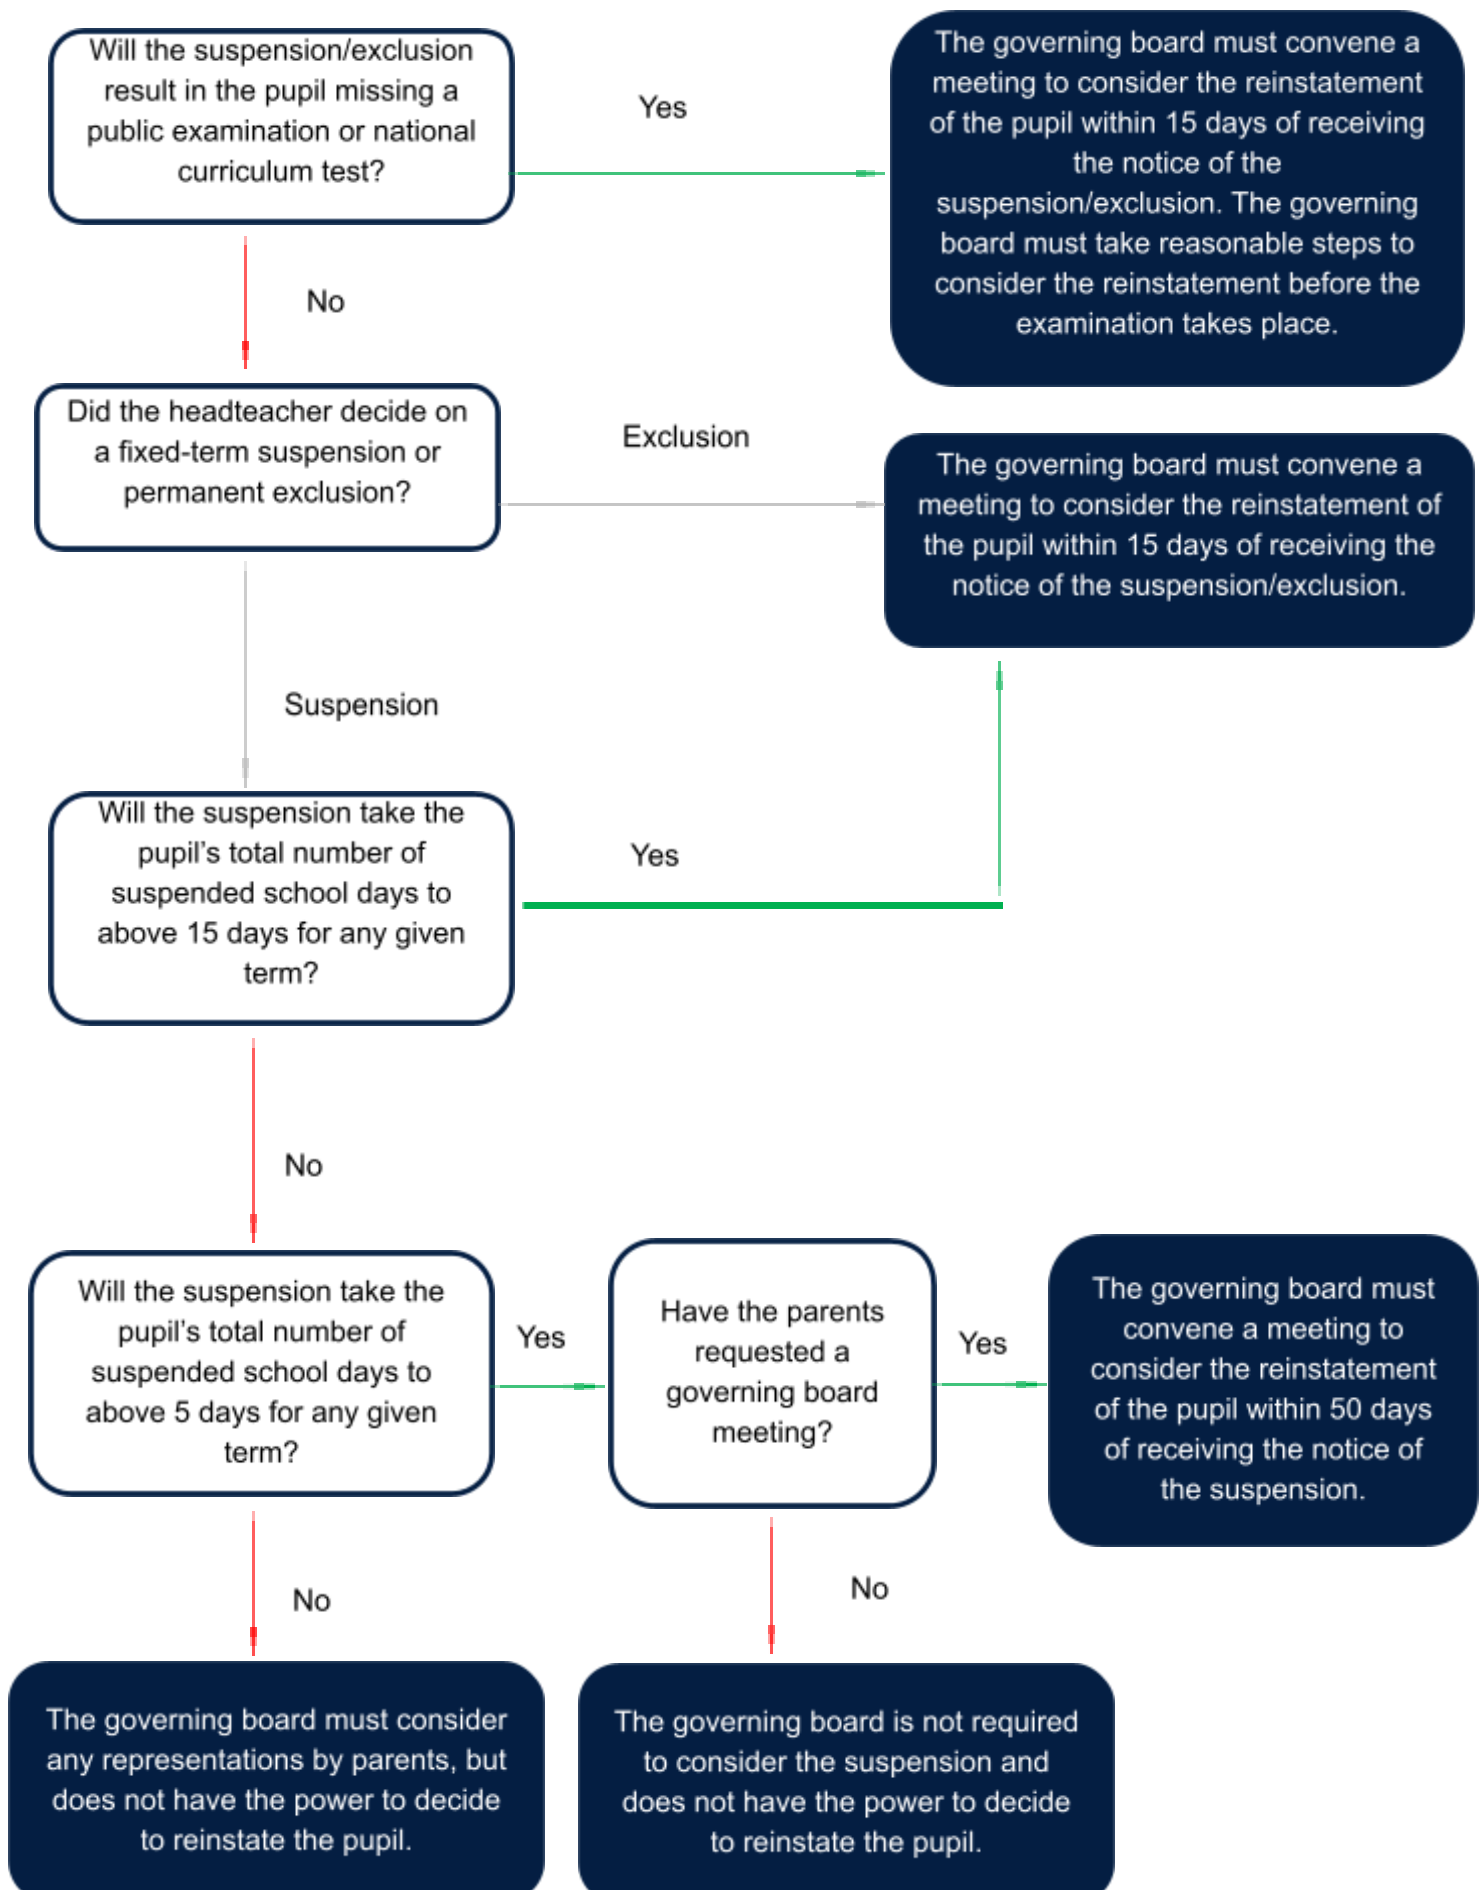 Will the suspension/exclusion
result in the pupil missing a
public examination or national
curriculum test?
Yes
The governing board must convene a
meeting to consider the reinstatement
of the pupil within 15 days of receiving
the notice of the
suspension/exclusion. The governing
board must take reasonable steps to
consider the reinstatement before the
examination takes place.
No
Did the headteacher decide on
a fixed-term suspension or
permanent exclusion?
Exclusion
The governing board must convene a
meeting to consider the reinstatement of
the pupil within 15 days of receiving the
notice of the suspension/exclusion.
Suspension
Will the suspension take the
pupil’s total number of
suspended school days to
above 15 days for any given
term?
Yes
No
Will the suspension take the
pupil’s total number of
suspended school days to
above 5 days for any given
term?
Yes
Have the parents
requested a
governing board
meeting?
Yes
The governing board must
convene a meeting to
consider the reinstatement
of the pupil within 50 days
of receiving the notice of
the suspension.
No
No
The governing board must consider
any representations by parents, but
does not have the power to decide
to reinstate the pupil.
The governing board is not required
to consider the suspension and
does not have the power to decide
to reinstate the pupil.